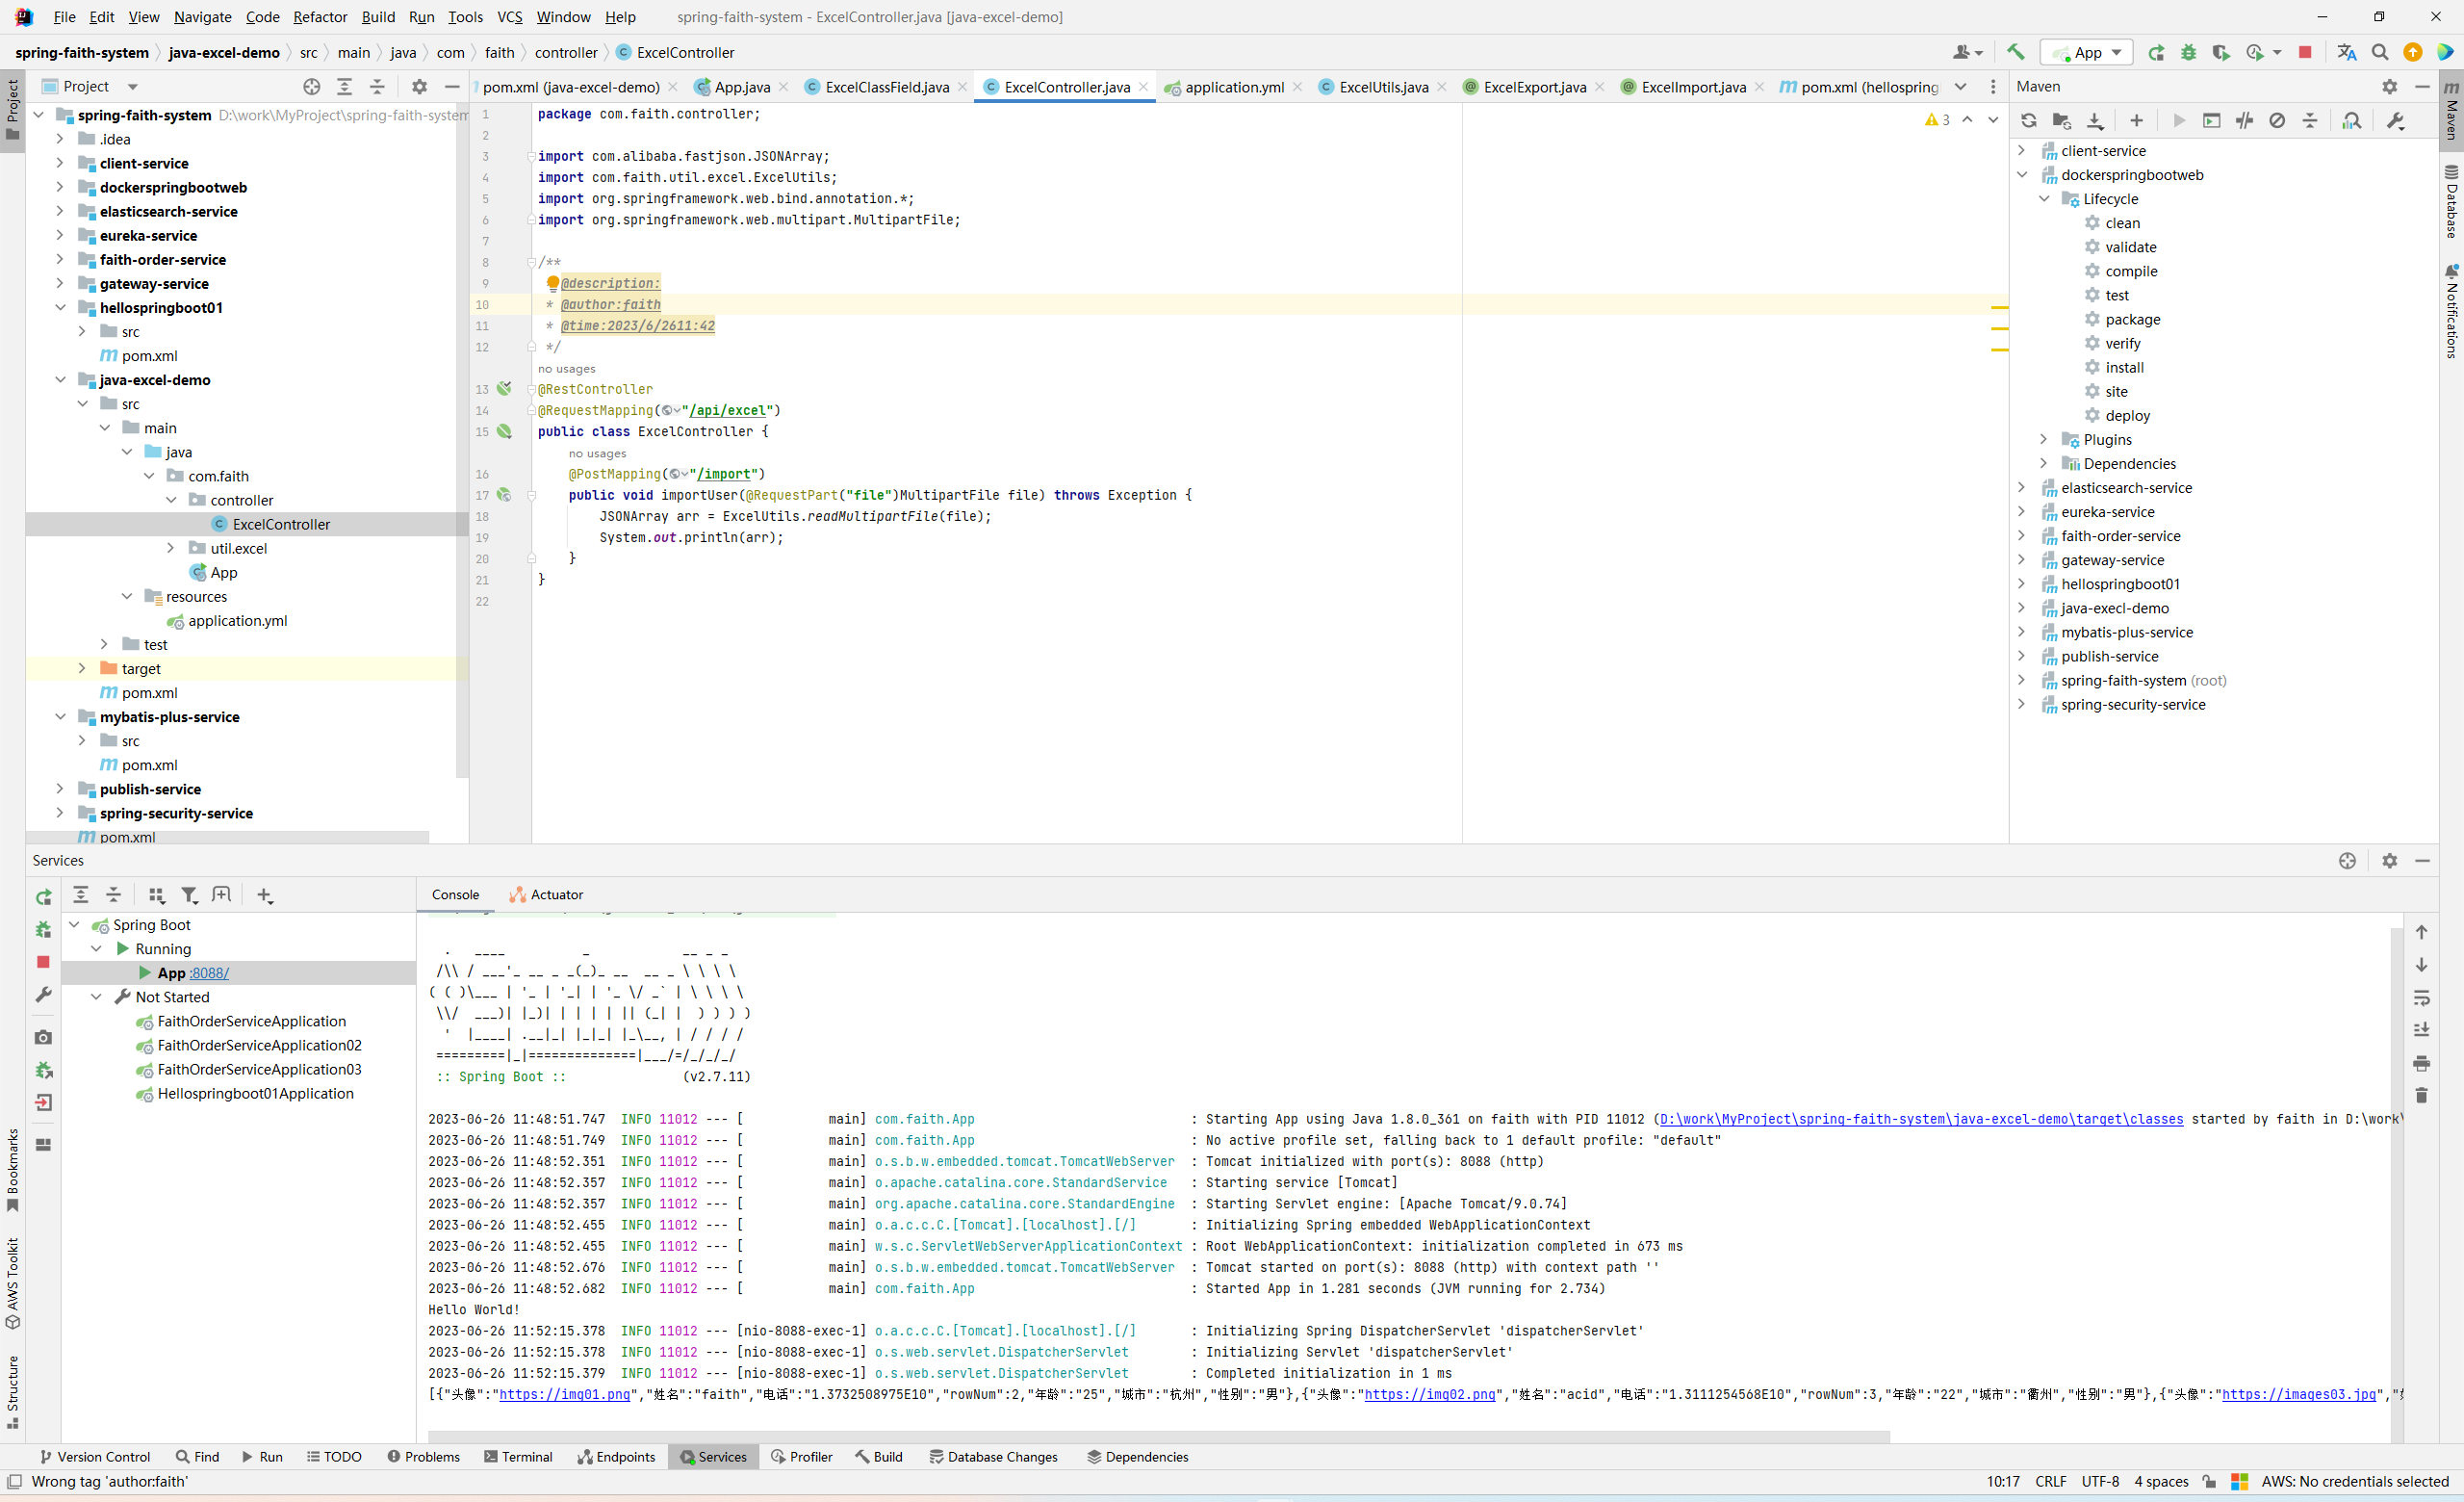 File Edit View Navigate Code Refactor Build Run Tools VCS Window Help spring-faith-system - ExcelController.java [java-excel-demo]
spring-faith-system java-excel-demo src main java com faith controller ExcelController
App
Project
Project
spring-faith-system D:\work\MyProject\spring-faith-system
.idea
client-service
dockerspringbootweb
elasticsearch-service
eureka-service
faith-order-service
gateway-service
hellospringboot01
src
pom.xml
java-excel-demo
src
main
java
com.faith
controller
ExcelController
util.excel
App
resources
application.yml
test
target
pom.xml
mybatis-plus-service
src
pom.xml
publish-service
spring-security-service
pom.xml
pom.xml (java-excel-demo) App.java ExcelClassField.java ExcelController.java application.yml ExcelUtils.java ExcelExport.java ExcelImport.java pom.xml (hellospring
3
1 package com.faith.controller;
2
3 import com.alibaba.fastjson.JSONArray;
4 import com.faith.util.excel.ExcelUtils;
5 import org.springframework.web.bind.annotation.*;
6 import org.springframework.web.multipart.MultipartFile;
7
8 /**
9 @description:
10 * @author:faith
11 * @time:2023/6/2611:42
12 */
no usages
13 @RestController
14 @RequestMapping("/api/excel")
15 public class ExcelController {
no usages
16 @PostMapping("/import")
17 public void importUser(@RequestPart("file")MultipartFile file) throws Exception {
18 JSONArray arr = ExcelUtils.readMultipartFile(file);
19 System.out.println(arr);
20 }
21 }
22
Maven
client-service
dockerspringbootweb
Lifecycle
clean
validate
compile
test
package
verify
install
site
deploy
Plugins
Dependencies
elasticsearch-service
eureka-service
faith-order-service
gateway-service
hellospringboot01
java-execl-demo
mybatis-plus-service
publish-service
spring-faith-system (root)
spring-security-service
Maven
Database
Notifications
Services
Spring Boot
Running
App :8088/
Not Started
FaithOrderServiceApplication
FaithOrderServiceApplication02
FaithOrderServiceApplication03
Hellospringboot01Application
Console Actuator
  .   ____          _            __ _ _
 /\\ / ___'_ __ _ _(_)_ __  __ _ \ \ \ \
( ( )\___ | '_ | '_| | '_ \/ _` | \ \ \ \
 \\/  ___)| |_)| | | | | || (_| |  ) ) ) )
  '  |____| .__|_| |_|_| |_\__, | / / / /
 =========|_|==============|___/=/_/_/_/
:: Spring Boot :: (v2.7.11)
2023-06-26 11:48:51.747 INFO 11012 --- [ main] com.faith.App : Starting App using Java 1.8.0_361 on faith with PID 11012 (D:\work\MyProject\spring-faith-system\java-excel-demo\target\classes started by faith in D:\work\
2023-06-26 11:48:51.749 INFO 11012 --- [ main] com.faith.App : No active profile set, falling back to 1 default profile: "default"
2023-06-26 11:48:52.351 INFO 11012 --- [ main] o.s.b.w.embedded.tomcat.TomcatWebServer : Tomcat initialized with port(s): 8088 (http)
2023-06-26 11:48:52.357 INFO 11012 --- [ main] o.apache.catalina.core.StandardService : Starting service [Tomcat]
2023-06-26 11:48:52.357 INFO 11012 --- [ main] org.apache.catalina.core.StandardEngine : Starting Servlet engine: [Apache Tomcat/9.0.74]
2023-06-26 11:48:52.455 INFO 11012 --- [ main] o.a.c.c.C.[Tomcat].[localhost].[/] : Initializing Spring embedded WebApplicationContext
2023-06-26 11:48:52.455 INFO 11012 --- [ main] w.s.c.ServletWebServerApplicationContext : Root WebApplicationContext: initialization completed in 673 ms
2023-06-26 11:48:52.676 INFO 11012 --- [ main] o.s.b.w.embedded.tomcat.TomcatWebServer : Tomcat started on port(s): 8088 (http) with context path ''
2023-06-26 11:48:52.682 INFO 11012 --- [ main] com.faith.App : Started App in 1.281 seconds (JVM running for 2.734)
Hello World!
2023-06-26 11:52:15.378 INFO 11012 --- [nio-8088-exec-1] o.a.c.c.C.[Tomcat].[localhost].[/] : Initializing Spring DispatcherServlet 'dispatcherServlet'
2023-06-26 11:52:15.378 INFO 11012 --- [nio-8088-exec-1] o.s.web.servlet.DispatcherServlet : Initializing Servlet 'dispatcherServlet'
2023-06-26 11:52:15.379 INFO 11012 --- [nio-8088-exec-1] o.s.web.servlet.DispatcherServlet : Completed initialization in 1 ms
[{"头像":"https://img01.png","姓名":"faith","电话":"1.3732508975E10","rowNum":2,"年龄":"25","城市":"杭州","性别":"男"},{"头像":"https://img02.png","姓名":"acid","电话":"1.3111254568E10","rowNum":3,"年龄":"22","城市":"衢州","性别":"男"},{"头像":"https://images03.jpg","
Bookmarks
AWS Toolkit
Structure
Version Control Find Run TODO Problems Terminal Endpoints Services Profiler Build Database Changes Dependencies
Wrong tag 'author:faith' 10:17 CRLF UTF-8 4 spaces AWS: No credentials selected